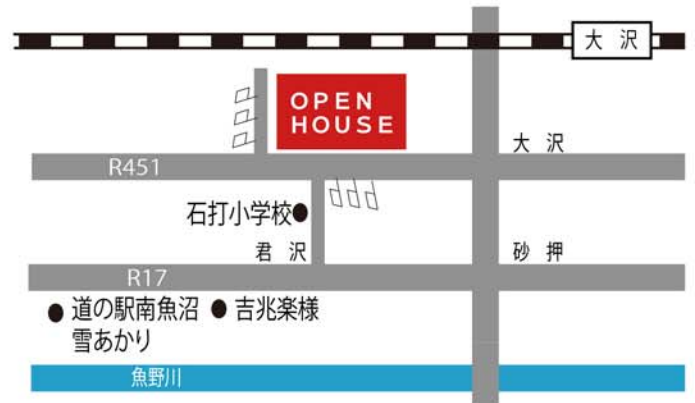 大沢
OPEN
HOUSE
大沢
R451
石打小学校
君沢
砂押
R17
道の駅南魚沼
雪あかり
吉兆楽様
魚野川